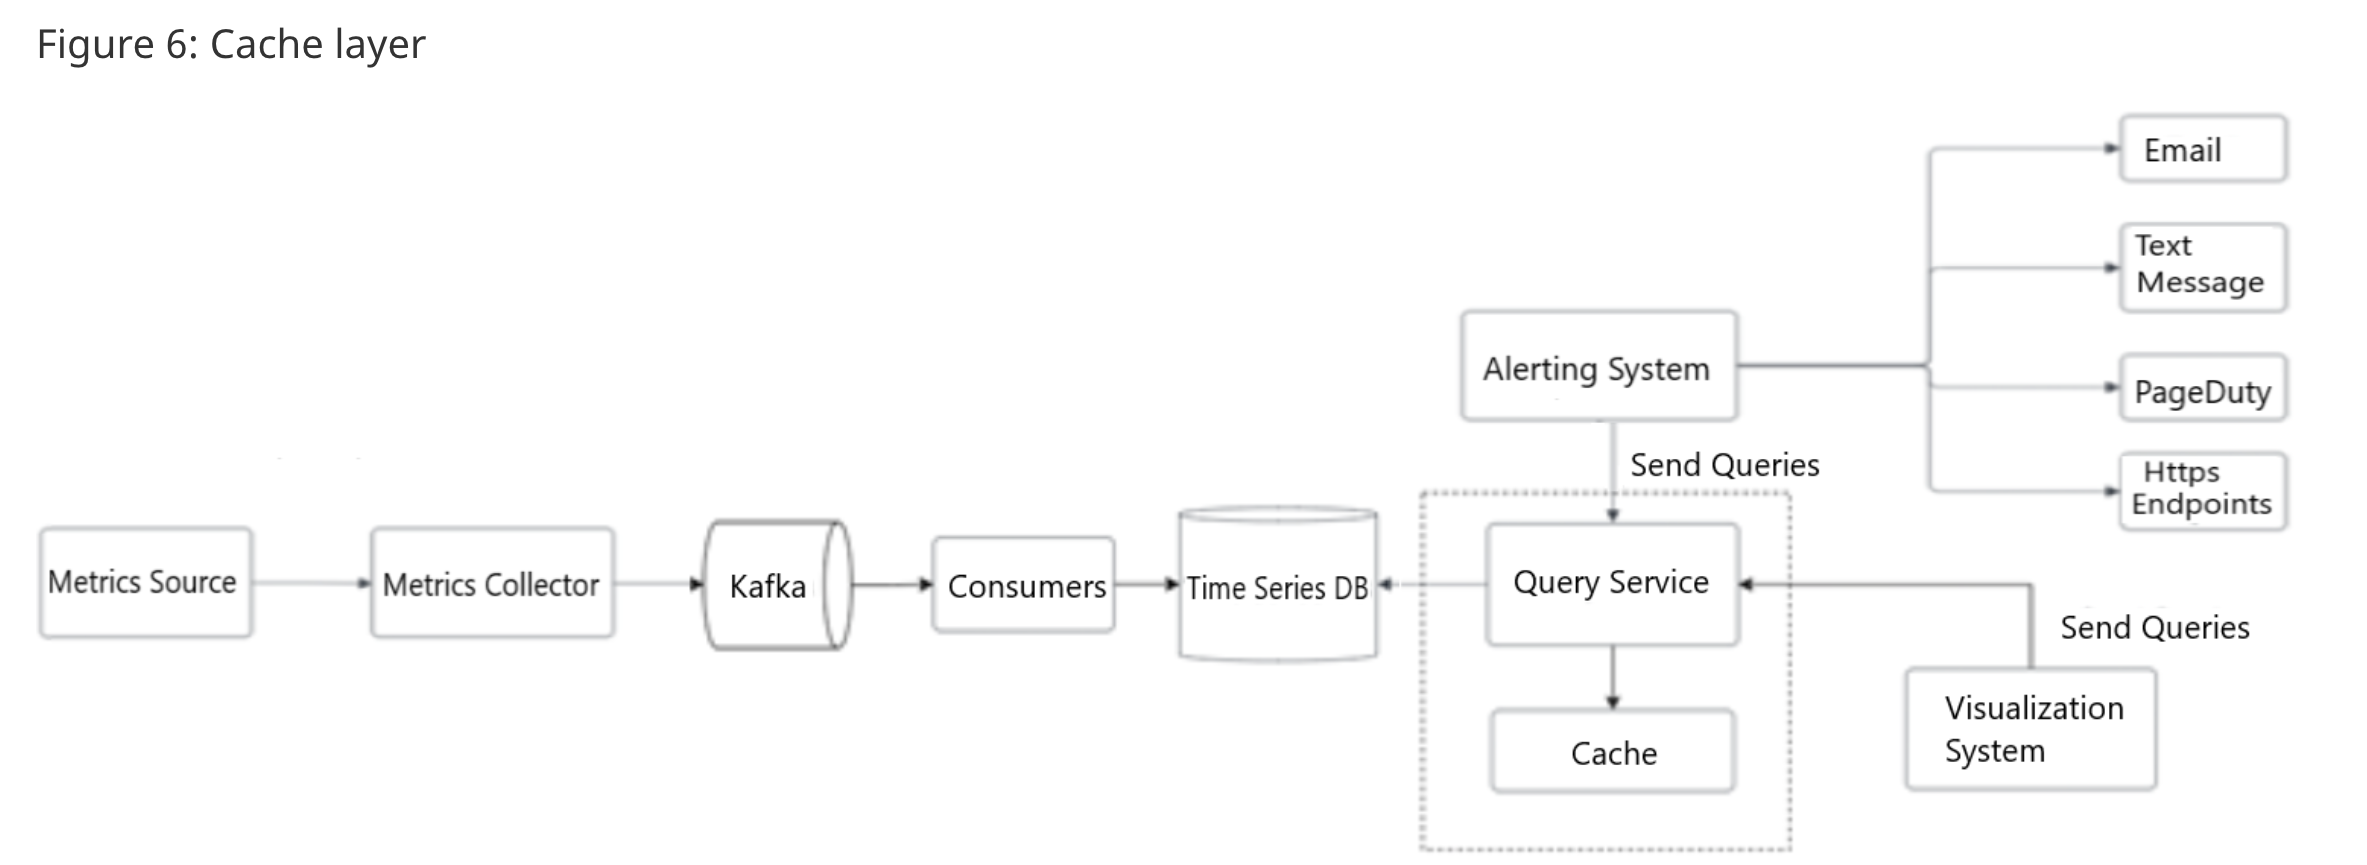 Figure 6: Cache layer
Email
Text
Message
Alerting System
PageDuty
Send Queries
Https
Endpoints
Metrics Source
Metrics Collector
Kafka
Consumers
Time Series DB
Query Service
Send Queries
Cache
Visualization
System